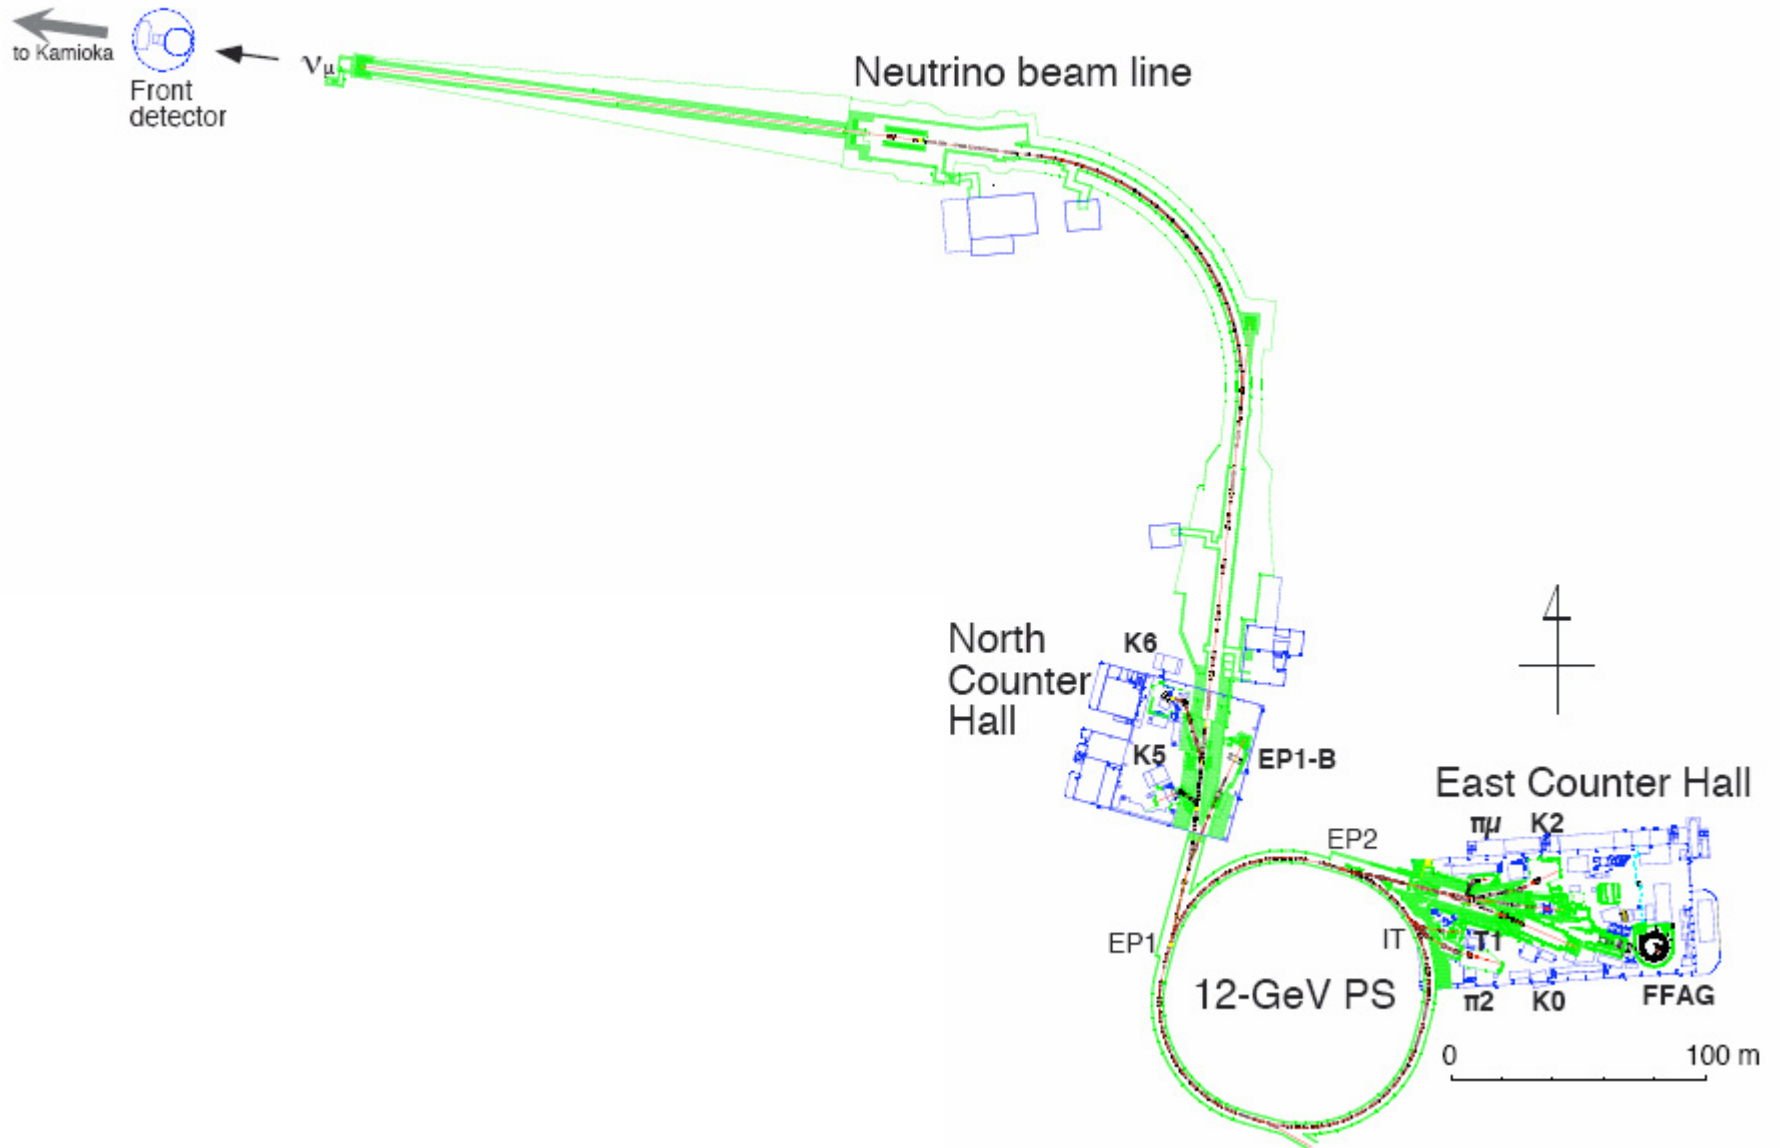 to Kamioka
Front
detector
νμ
Neutrino beam line
North
Counter
Hall
K6
K5
EP1-B
East Counter Hall
πμ
K2
EP2
EP1
IT
T1
12-GeV PS
π2
K0
FFAG
0
100 m